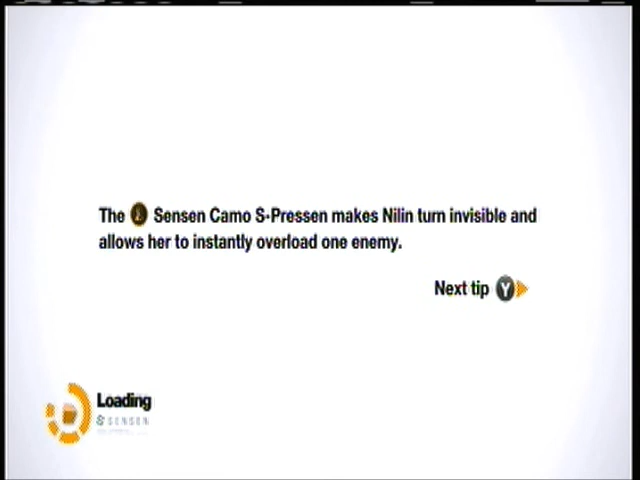 The Sensen Camo S-Pressen makes Nilin turn invisible and
allows her to instantly overload one enemy.
Next tip Y
Loading
SENSEN